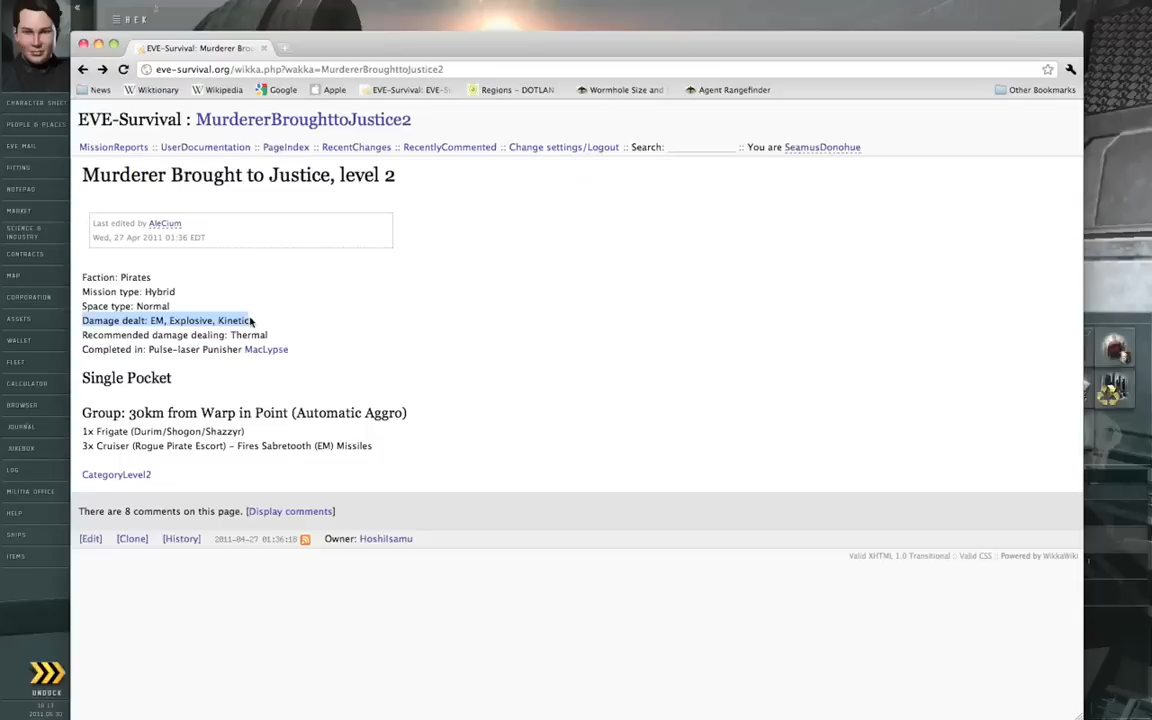 HEK
EVE-Survival: Murderer Brou
eve-survival.org/wikka.php?wakka=MurdererBroughttoJustice2
News Wiktionary Wikipedia Google Apple EVE-Survival: EVE-S Regions – DOTLAN Wormhole Size and Agent Rangefinder Other Bookmarks
EVE-Survival : MurdererBroughttoJustice2
MissionReports :: UserDocumentation :: PageIndex :: RecentChanges :: RecentlyCommented :: Change settings/Logout :: Search: :: You are SeamusDonohue
Murderer Brought to Justice, level 2
Last edited by AleCium
Wed, 27 Apr 2011 01:36 EDT
Faction: Pirates
Mission type: Hybrid
Space type: Normal
Damage dealt: EM, Explosive, Kinetic
Recommended damage dealing: Thermal
Completed in: Pulse-laser Punisher MacLypse
Single Pocket
Group: 30km from Warp in Point (Automatic Aggro)
1x Frigate (Durim/Shogon/Shazzyr)
3x Cruiser (Rogue Pirate Escort) – Fires Sabretooth (EM) Missiles
CategoryLevel2
There are 8 comments on this page. [Display comments]
[Edit] [Clone] [History] 2011-04-27 01:36:18 Owner: HoshiIsamu
Valid XHTML 1.0 Transitional :: Valid CSS :: Powered by WikkaWiki
CHARACTER SHEET
PEOPLE & PLACES
EVE MAIL
FITTING
NOTEPAD
MARKET
SCIENCE &
INDUSTRY
CONTRACTS
MAP
CORPORATION
ASSETS
WALLET
FLEET
CALCULATOR
BROWSER
JOURNAL
JUKEBOX
LOG
MILITIA OFFICE
HELP
SHIPS
ITEMS
UNDOCK